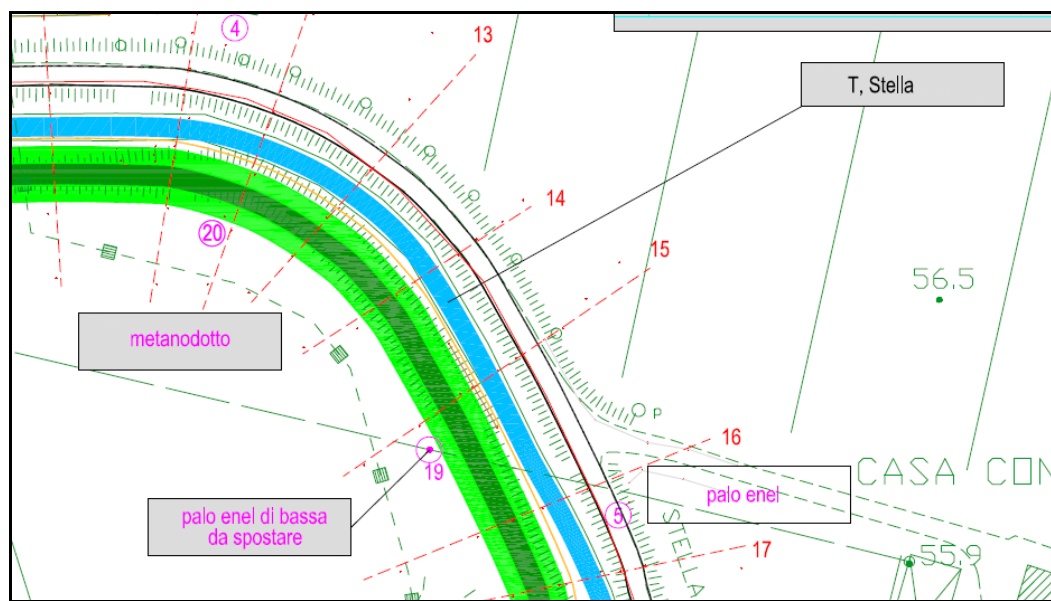 4
13
T, Stella
14
20
15
56.5
metanodotto
P
16
19
CASA CON
palo enel
palo enel di bassa
da spostare
5
STELLA
17
55.9